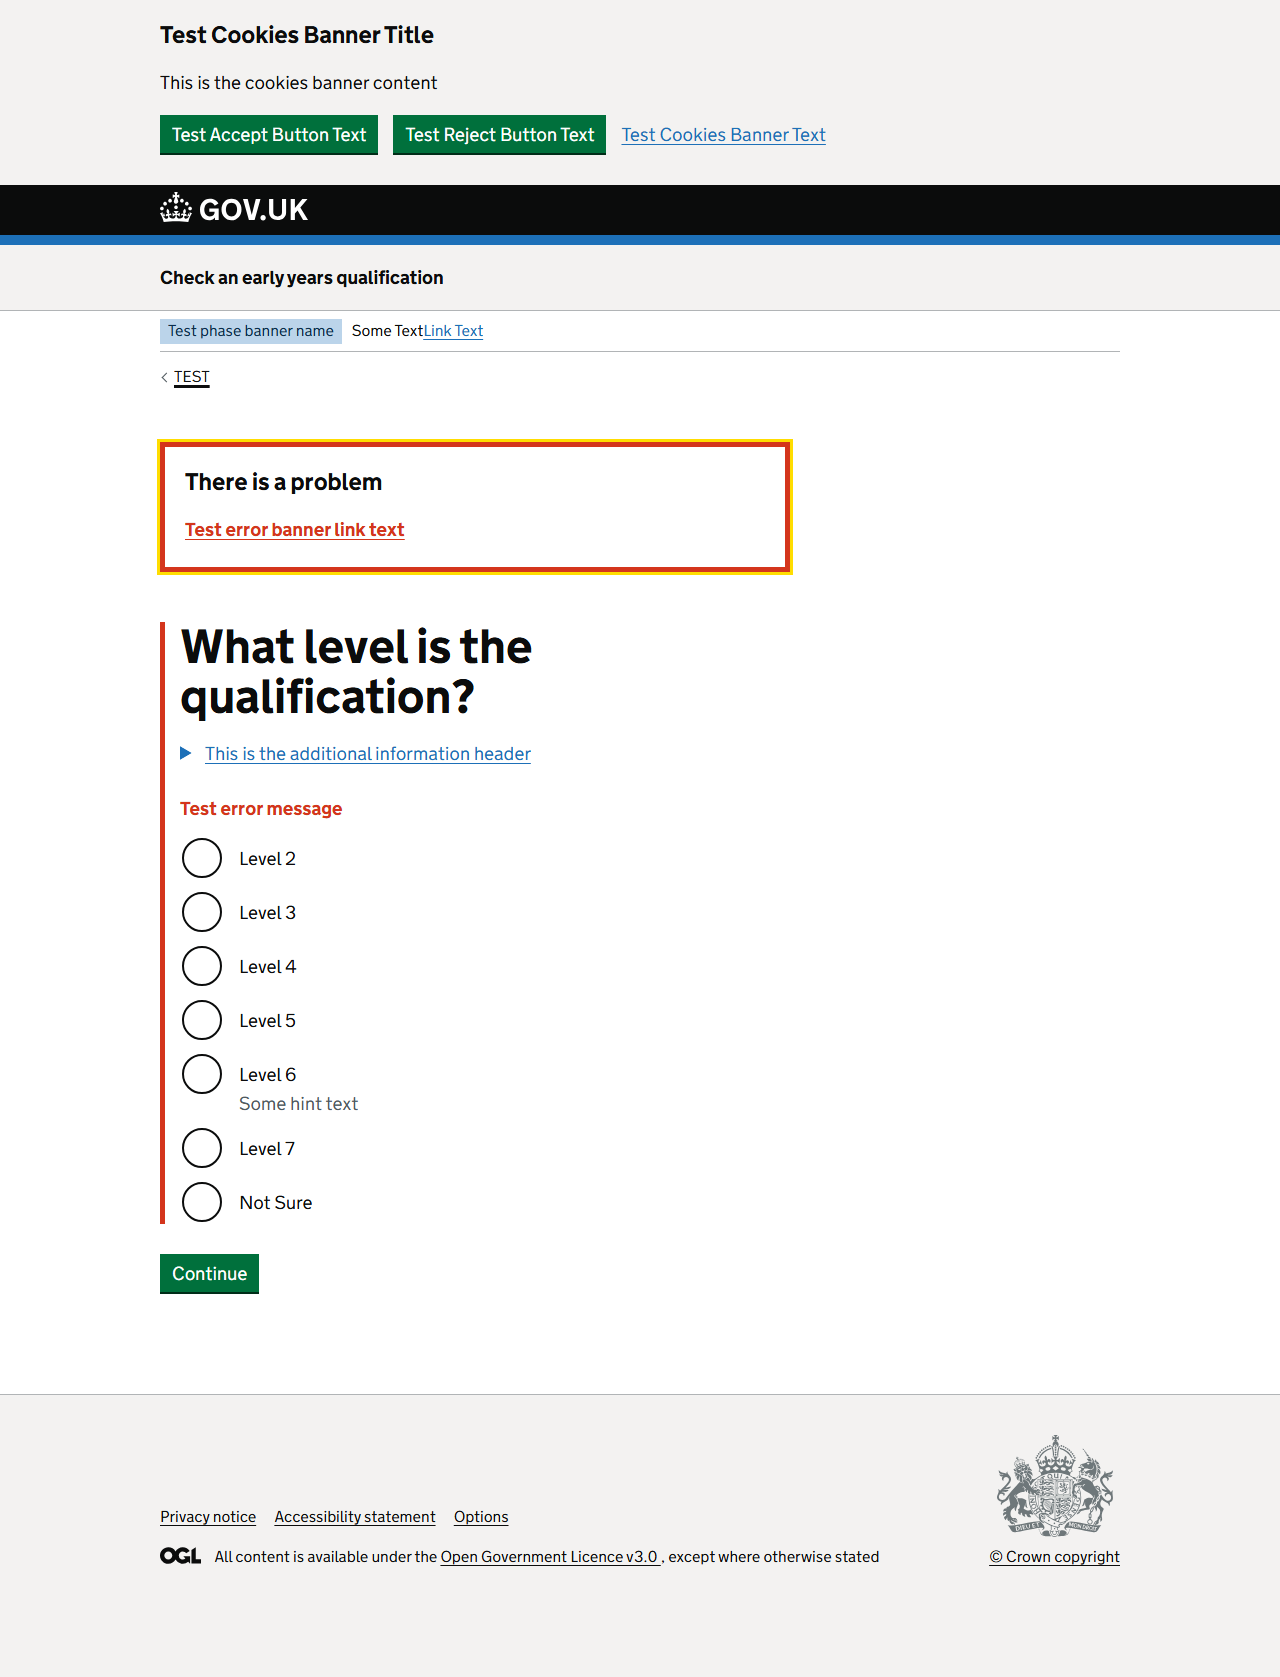 Test Cookies Banner Title
This is the cookies banner content
Test Accept Button Text Test Reject Button Text Test Cookies Banner Text
GOV.UK
Check an early years qualification
Test phase banner name Some TextLink Text
TEST
There is a problem
Test error banner link text
What level is the
qualification?
This is the additional information header
Test error message
Level 2
Level 3
Level 4
Level 5
Level 6
Some hint text
Level 7
Not Sure
Continue
Privacy notice Accessibility statement Options
OGL All content is available under the Open Government Licence v3.0 , except where otherwise stated
© Crown copyright